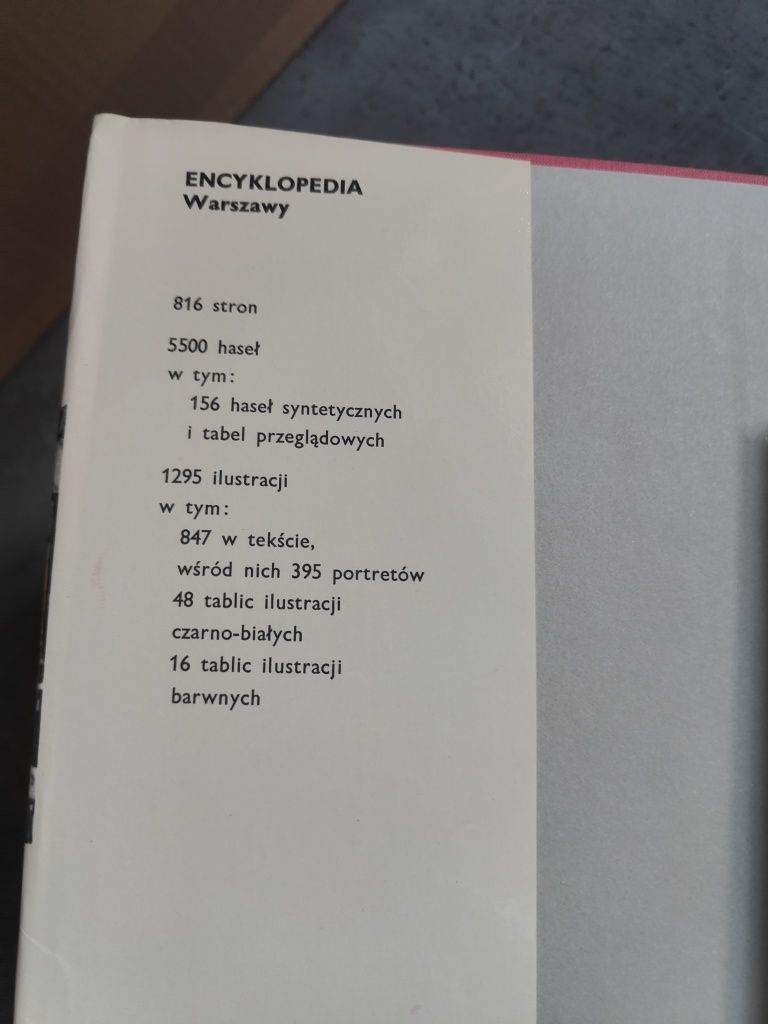 ENCYKLOPEDIA
Warszawy
816 stron
5500 haseł
w tym:
156 haseł syntetycznych
i tabel przeglądowych
1295 ilustracji
w tym:
847 w tekście,
wśród nich 395 portretów
48 tablic ilustracji
czarno-białych
16 tablic ilustracji
barwnych